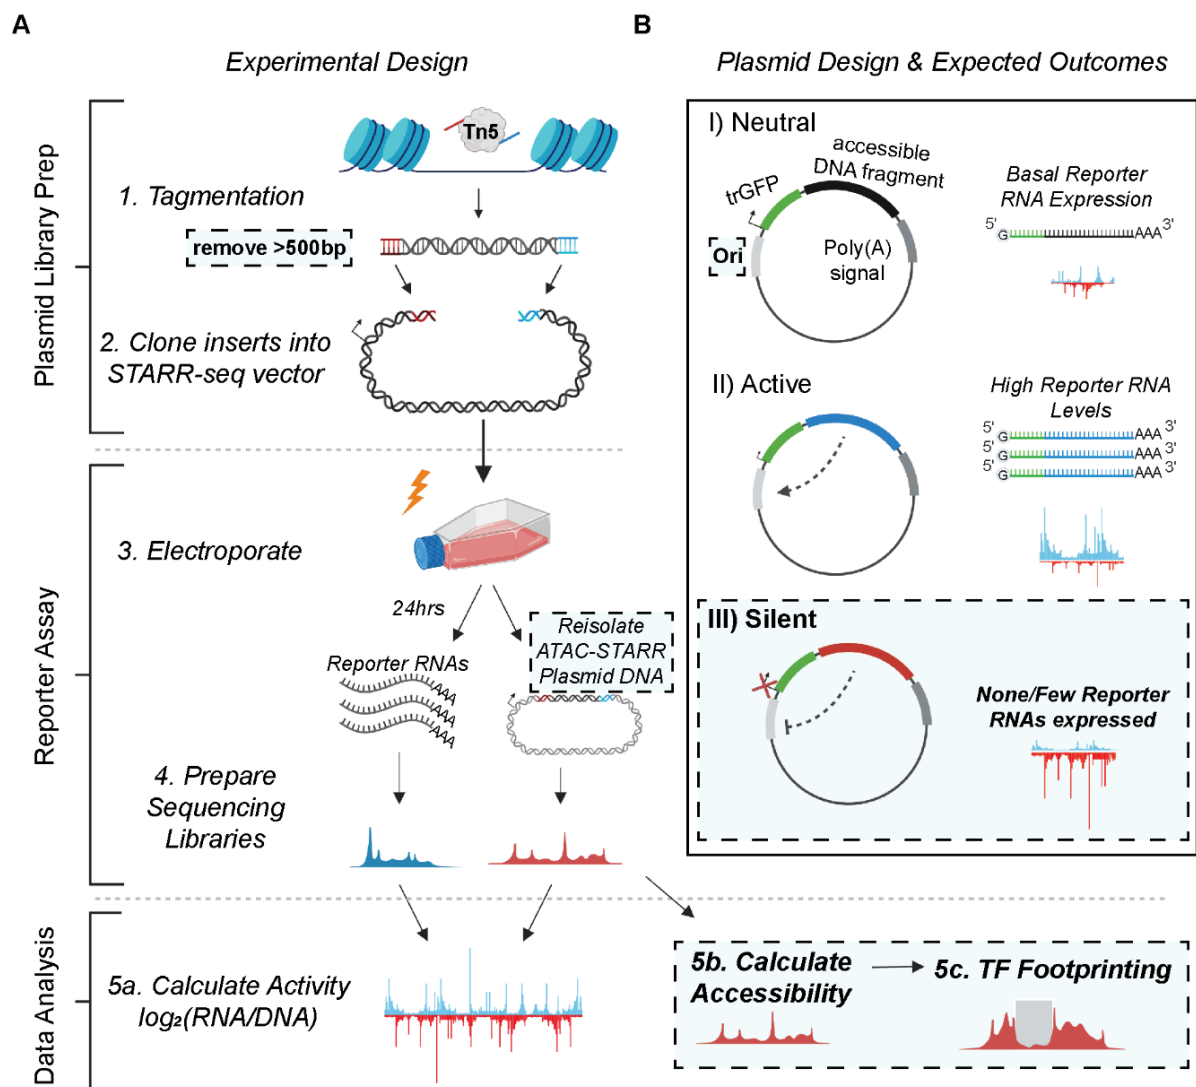 A
Experimental Design
Plasmid Library Prep
Tn5
1. Tagmentation
remove >500bp
2. Clone inserts into
STARR-seq vector
Reporter Assay
3. Electroporate
24hrs
Reporter RNAs
AAA
AAA
AAA
Reisolate
ATAC-STARR
Plasmid DNA
4. Prepare
Sequencing
Libraries
Data Analysis
5a. Calculate Activity
log₂(RNA/DNA)
5b. Calculate
Accessibility
5c. TF Footprinting
B
Plasmid Design & Expected Outcomes
I) Neutral
trGFP
accessible
DNA fragment
Ori
Poly(A)
signal
Basal Reporter
RNA Expression
5' G AAA 3'
II) Active
High Reporter RNA
Levels
5' G AAA 3'
5' G AAA 3'
5' G AAA 3'
III) Silent
None/Few Reporter
RNAs expressed